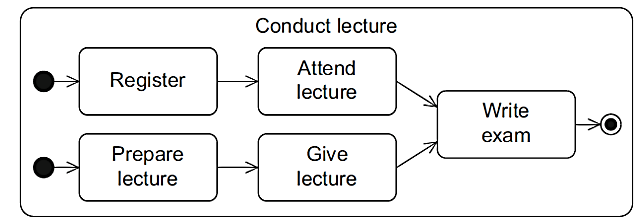 Conduct lecture
Register
Attend
lecture
Write
exam
Prepare
lecture
Give
lecture